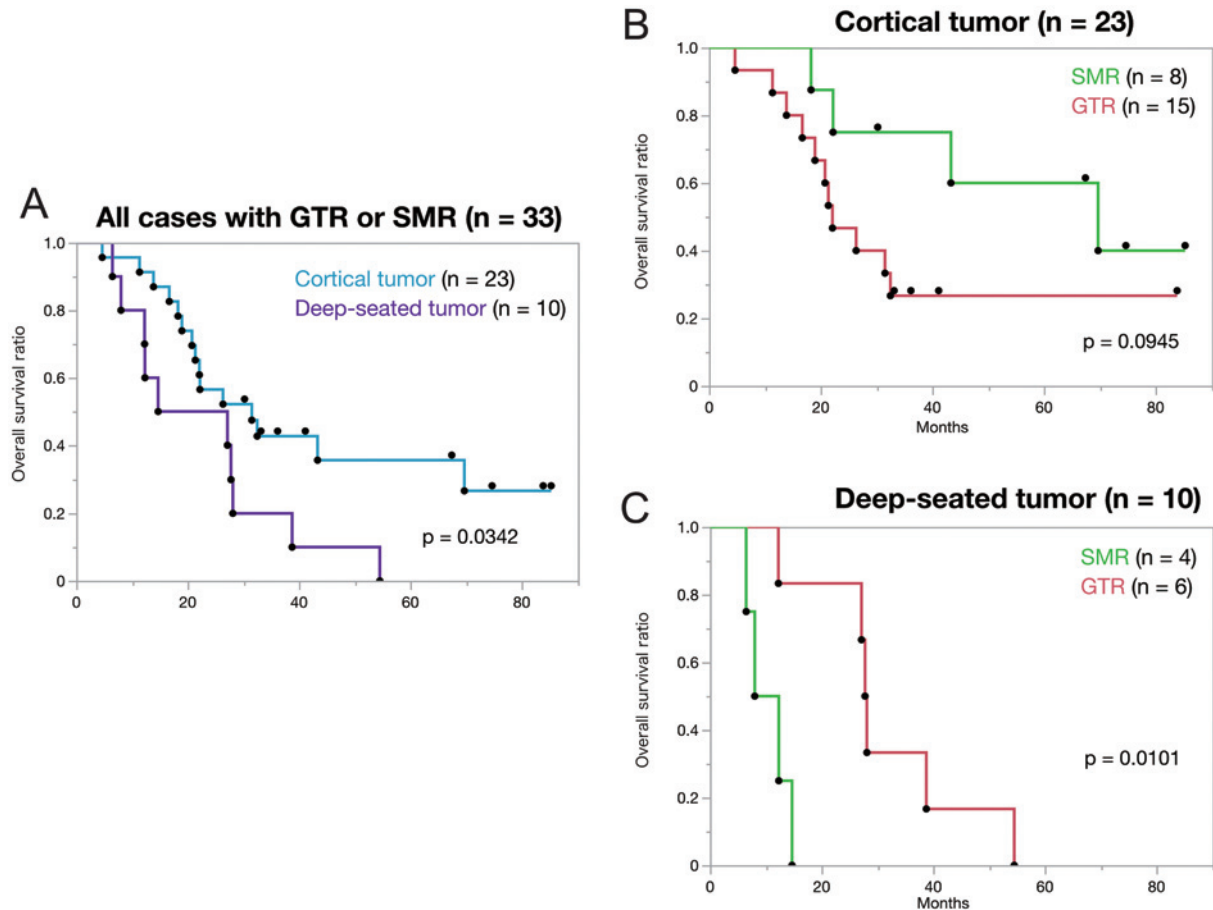 A
All cases with GTR or SMR (n = 33)
Overall survival ratio
1.0
0.8
0.6
0.4
0.2
0
Cortical tumor (n = 23)
Deep-seated tumor (n = 10)
p = 0.0342
0 20 40 60 80
B
Cortical tumor (n = 23)
Overall survival ratio
1.0
0.8
0.6
0.4
0.2
0
SMR (n = 8)
GTR (n = 15)
p = 0.0945
0 20 40 60 80
Months
C
Deep-seated tumor (n = 10)
Overall survival ratio
1.0
0.8
0.6
0.4
0.2
0
SMR (n = 4)
GTR (n = 6)
p = 0.0101
0 20 40 60 80
Months